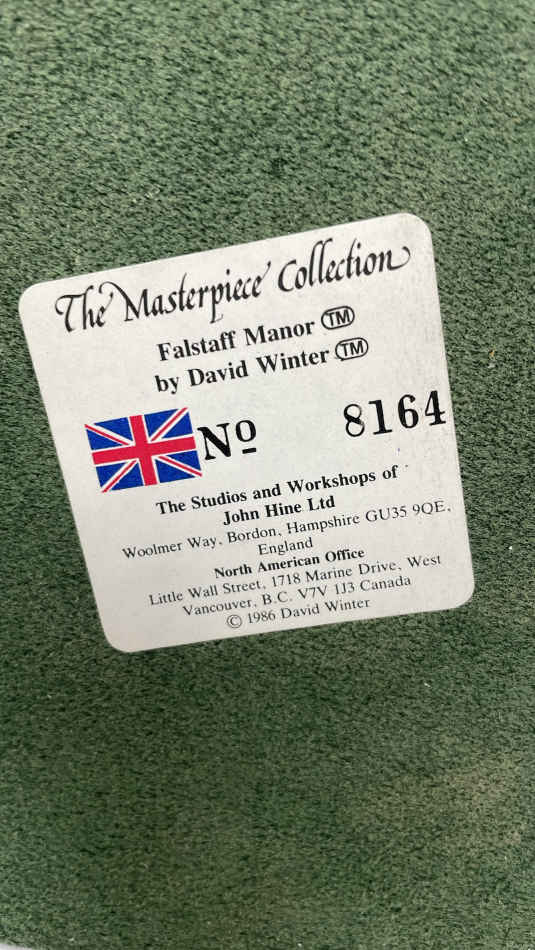 The Masterpiece Collection
Falstaff Manor TM
by David Winter TM
No 8164
The Studios and Workshops of
John Hine Ltd
Woolmer Way, Bordon, Hampshire GU35 9QE,
England
North American Office
Little Wall Street, 1718 Marine Drive, West
Vancouver, B.C. V7V 1J3 Canada
© 1986 David Winter